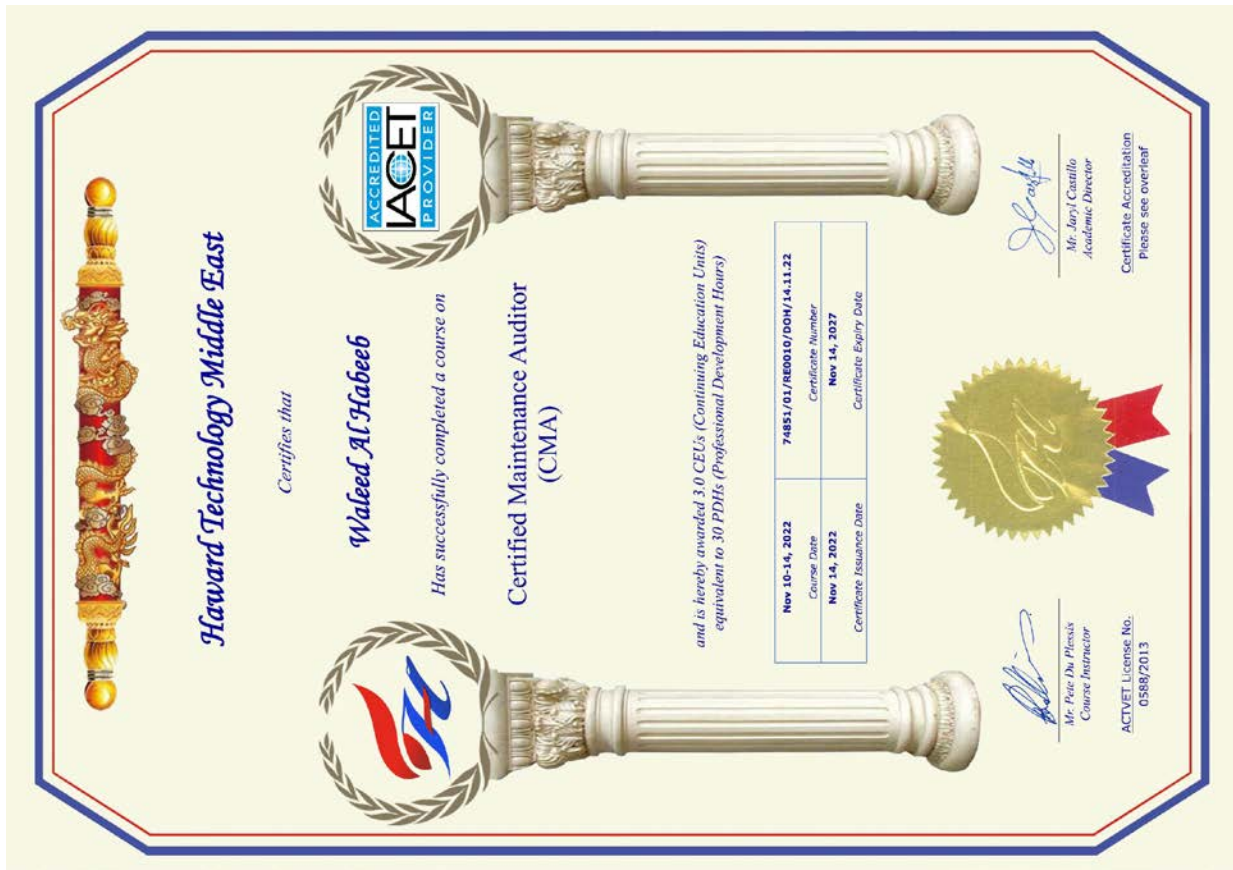 Haward Technology Middle East
Certifies that
Waleed Al Habeeb
Has successfully completed a course on
Certified Maintenance Auditor
(CMA)
ACCREDITED
IACET
PROVIDER
and is hereby awarded 3.0 CEUs (Continuing Education Units)
equivalent to 30 PDHs (Professional Development Hours)
Nov 10-14, 2022
74851/01/RE0010/DOH/14.11.22
Course Date
Certificate Number
Nov 14, 2022
Nov 14, 2027
Certificate Issuance Date
Certificate Expiry Date
Mr. Pete Du Plessis
Course Instructor
Mr. Jaryl Castillo
Academic Director
ACTVET License No.
0588/2013
Certificate Accreditation
Please see overleaf